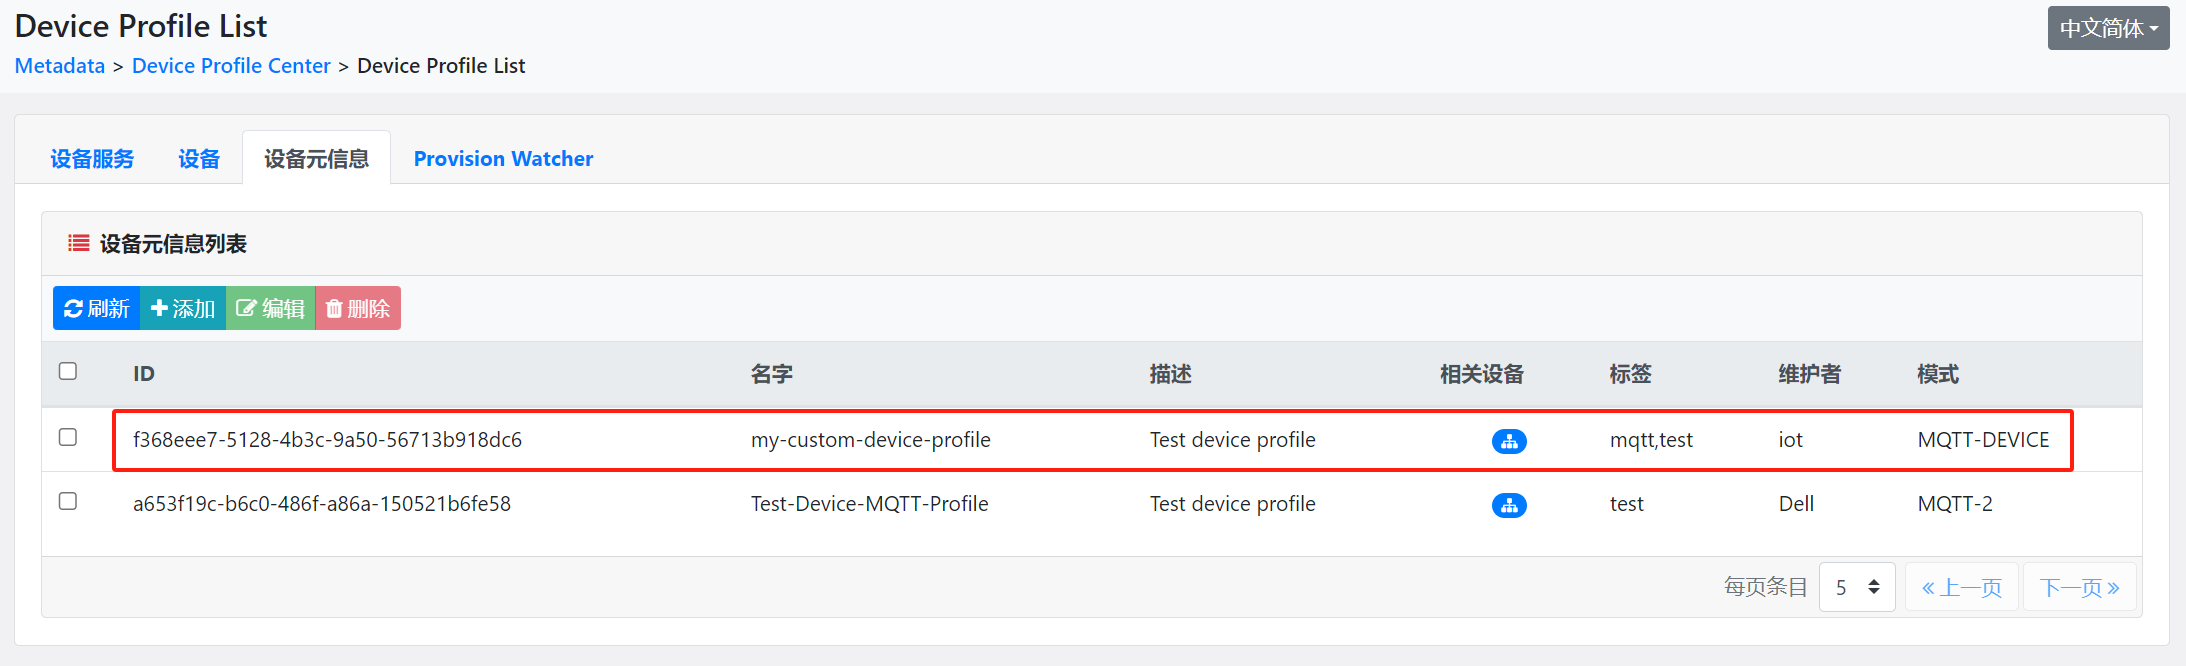 Device Profile List
中文简体
Metadata > Device Profile Center > Device Profile List
设备服务 设备 设备元信息 Provision Watcher
设备元信息列表
刷新 添加 编辑 删除
ID 名字 描述 相关设备 标签 维护者 模式
f368eee7-5128-4b3c-9a50-56713b918dc6 my-custom-device-profile Test device profile mqtt,test iot MQTT-DEVICE
a653f19c-b6c0-486f-a86a-150521b6fe58 Test-Device-MQTT-Profile Test device profile test Dell MQTT-2
每页条目 5 «上一页 下一页»